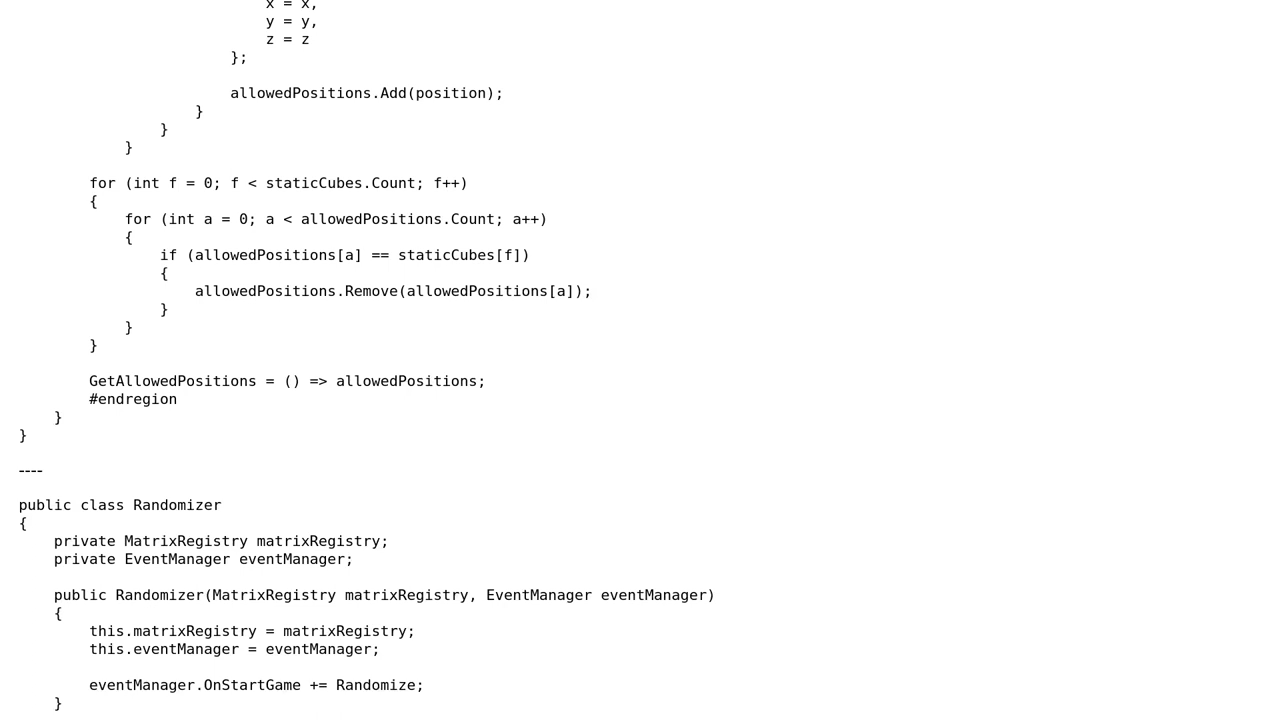 x = x,
                            y = y,
                            z = z
                        };

                        allowedPositions.Add(position);
                    }
                }
            }

        for (int f = 0; f < staticCubes.Count; f++)
        {
            for (int a = 0; a < allowedPositions.Count; a++)
            {
                if (allowedPositions[a] == staticCubes[f])
                {
                    allowedPositions.Remove(allowedPositions[a]);
                }
            }
        }

        GetAllowedPositions = () => allowedPositions;
        #endregion
    }
}

----

public class Randomizer
{
    private MatrixRegistry matrixRegistry;
    private EventManager eventManager;

    public Randomizer(MatrixRegistry matrixRegistry, EventManager eventManager)
    {
        this.matrixRegistry = matrixRegistry;
        this.eventManager = eventManager;

        eventManager.OnStartGame += Randomize;
    }